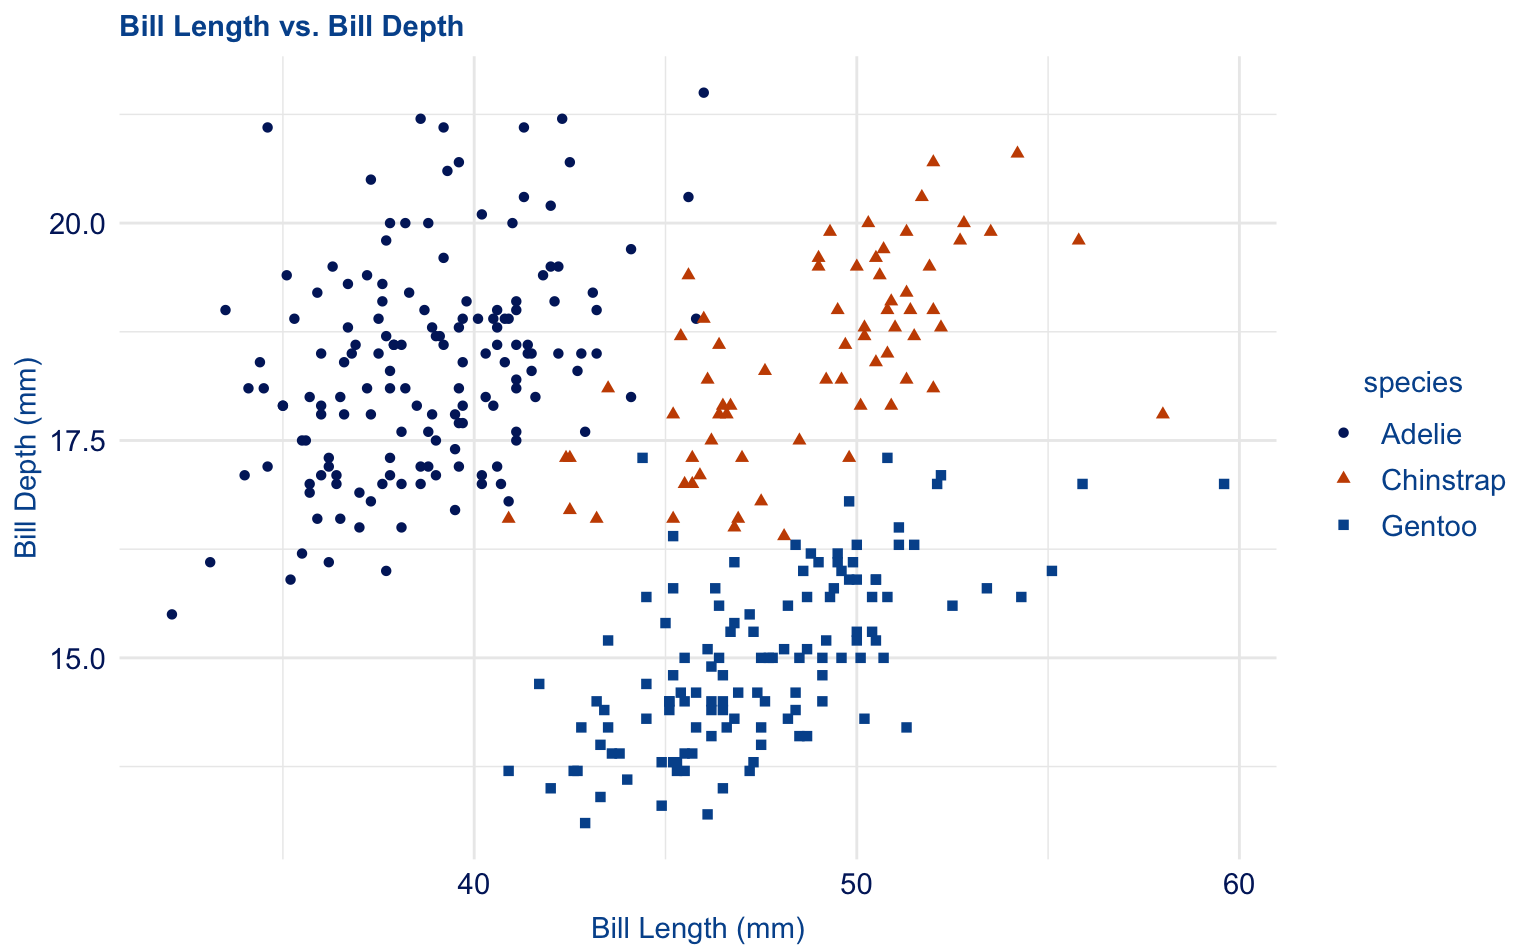 Bill Length vs. Bill Depth
20.0
17.5
15.0
Bill Depth (mm)
40
50
60
Bill Length (mm)
species
Adelie
Chinstrap
Gentoo